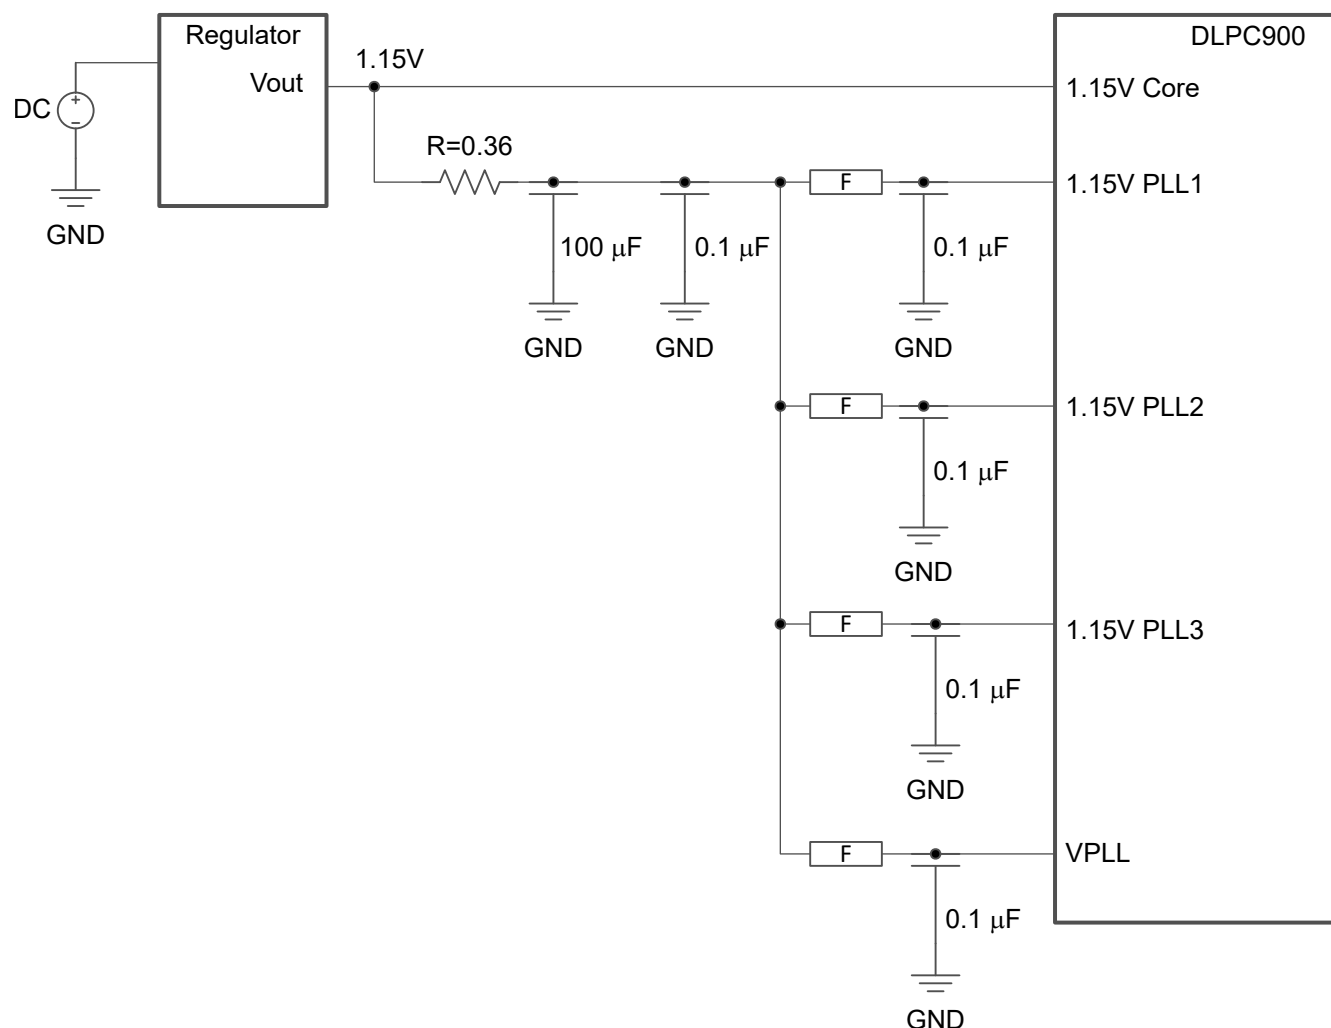 Regulator
DLPC900
1.15V
Vout
1.15V Core
+
DC
-
R=0.36
F
1.15V PLL1
GND
100 μF
0.1 μF
0.1 μF
GND
GND
GND
F
1.15V PLL2
0.1 μF
GND
F
1.15V PLL3
0.1 μF
GND
F
VPLL
0.1 μF
GND